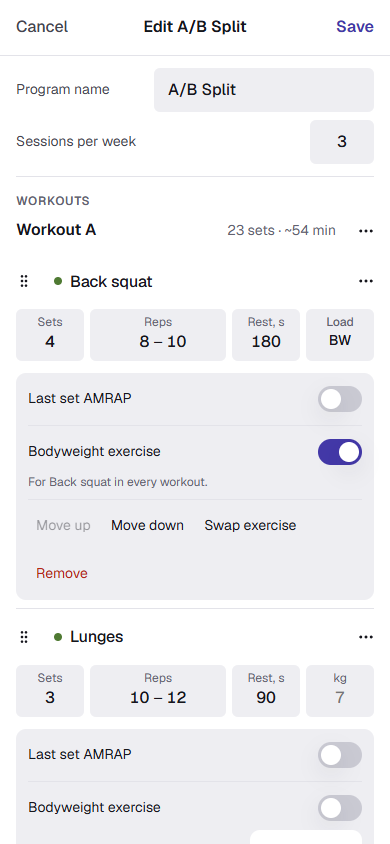 Cancel
Edit A/B Split
Save
Program name
A/B Split
Sessions per week
3
WORKOUTS
Workout A
23 sets · ~54 min
Back squat
Sets
Reps
Rest, s
Load
4
8 – 10
180
BW
Last set AMRAP
Bodyweight exercise
For Back squat in every workout.
Move up
Move down
Swap exercise
Remove
Lunges
Sets
Reps
Rest, s
kg
3
10 – 12
90
7
Last set AMRAP
Bodyweight exercise